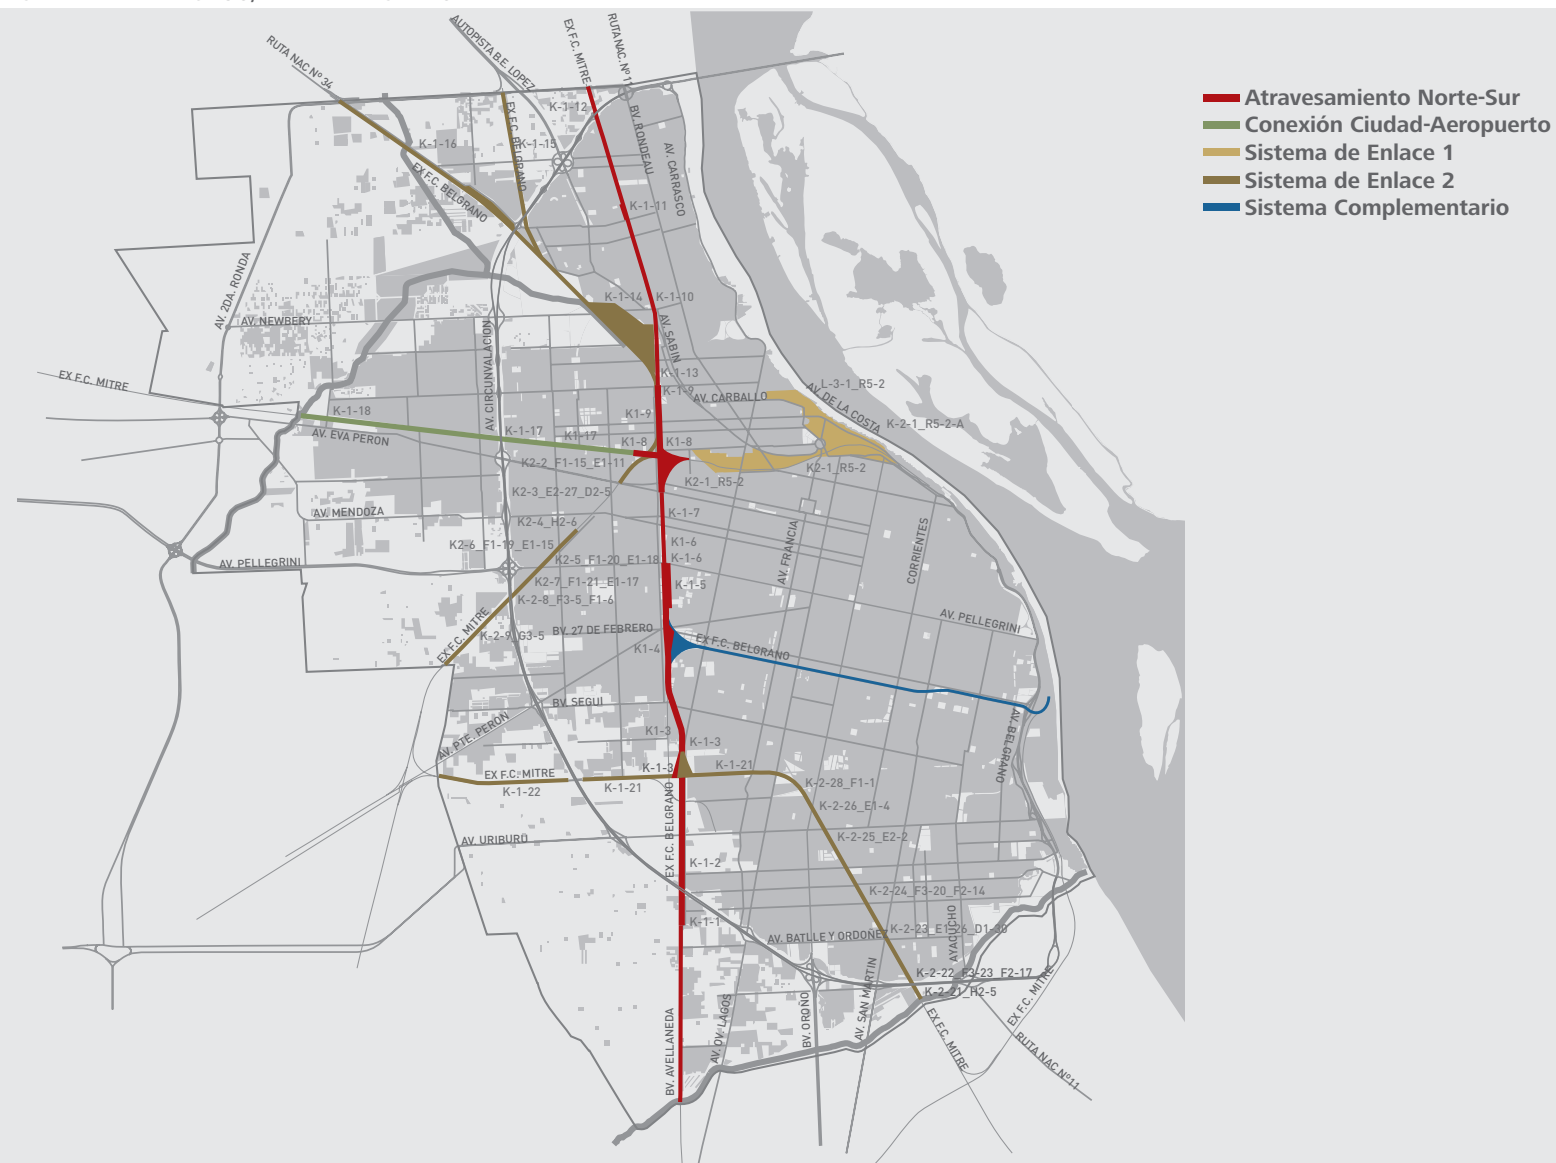 RUTA NAC Nº 34
AUTOPISTA B.E. LOPEZ
EX F.C. MITRE
RUTA NAC. Nº 11
K-1-12
BV. RONDEAU
EX F.C. BELGRANO
K-1-16
K-1-15
AV. CARRASCO
EX F.C. BELGRANO
K-1-11
AV. 2DA. RONDA
K-1-14
K-1-10
AV. NEWBERY
AV. SABIN
AV. CIRCUNVALACION
EX F.C. MITRE
K-1-13
K-1-9
AV. CARBALLO
L-3-1_R5-2
AV. DE LA COSTA
K-1-18
K1-9
K-2-1_R5-2-A
AV. EVA PERON
K-1-17
K1-17
K1-8
K1-8
K2-2_F1-15_E1-11
K2-1_R5-2
K2-1_R5-2
K2-3_E2-27_D2-5
AV. MENDOZA
K2-4_H2-6
K-1-7
AV. FRANCIA
CORRIENTES
K2-6_F1-19_E1-15
K1-6
K2-5_F1-20_E1-18
K-1-6
AV. PELLEGRINI
K2-7_F1-21_E1-17
K-1-5
K-2-8_F3-5_F1-6
AV. PELLEGRINI
EX F.C. MITRE
K-2-9_G3-5
BV. 27 DE FEBRERO
K1-4
EX F.C. BELGRANO
BV. SEGUI
AV. PTE. PERON
AV. BELGRANO
K1-3
K-1-3
EX F.C. MITRE
K-1-3
K-1-21
K-1-22
K-1-21
K-2-28_F1-1
K-2-26_E1-4
EX F.C. BELGRANO
AV. URIBURU
K-2-25_E2-2
K-1-2
K-2-24_F3-20_F2-14
K-1-1
AV. BATLLE Y ORDOÑEZ
K-2-23_E1-26_D1-30
AYACUCHO
K-2-22_F3-23_F2-17
K-2-21_H2-5
BV. AVELLANEDA
AV. OV. LAGOS
BV. OROÑO
AV. SAN MARTIN
EX F.C. MITRE
EX F.C. MITRE
RUTA NAC Nº11
Atravesamiento Norte-Sur
Conexión Ciudad-Aeropuerto
Sistema de Enlace 1
Sistema de Enlace 2
Sistema Complementario